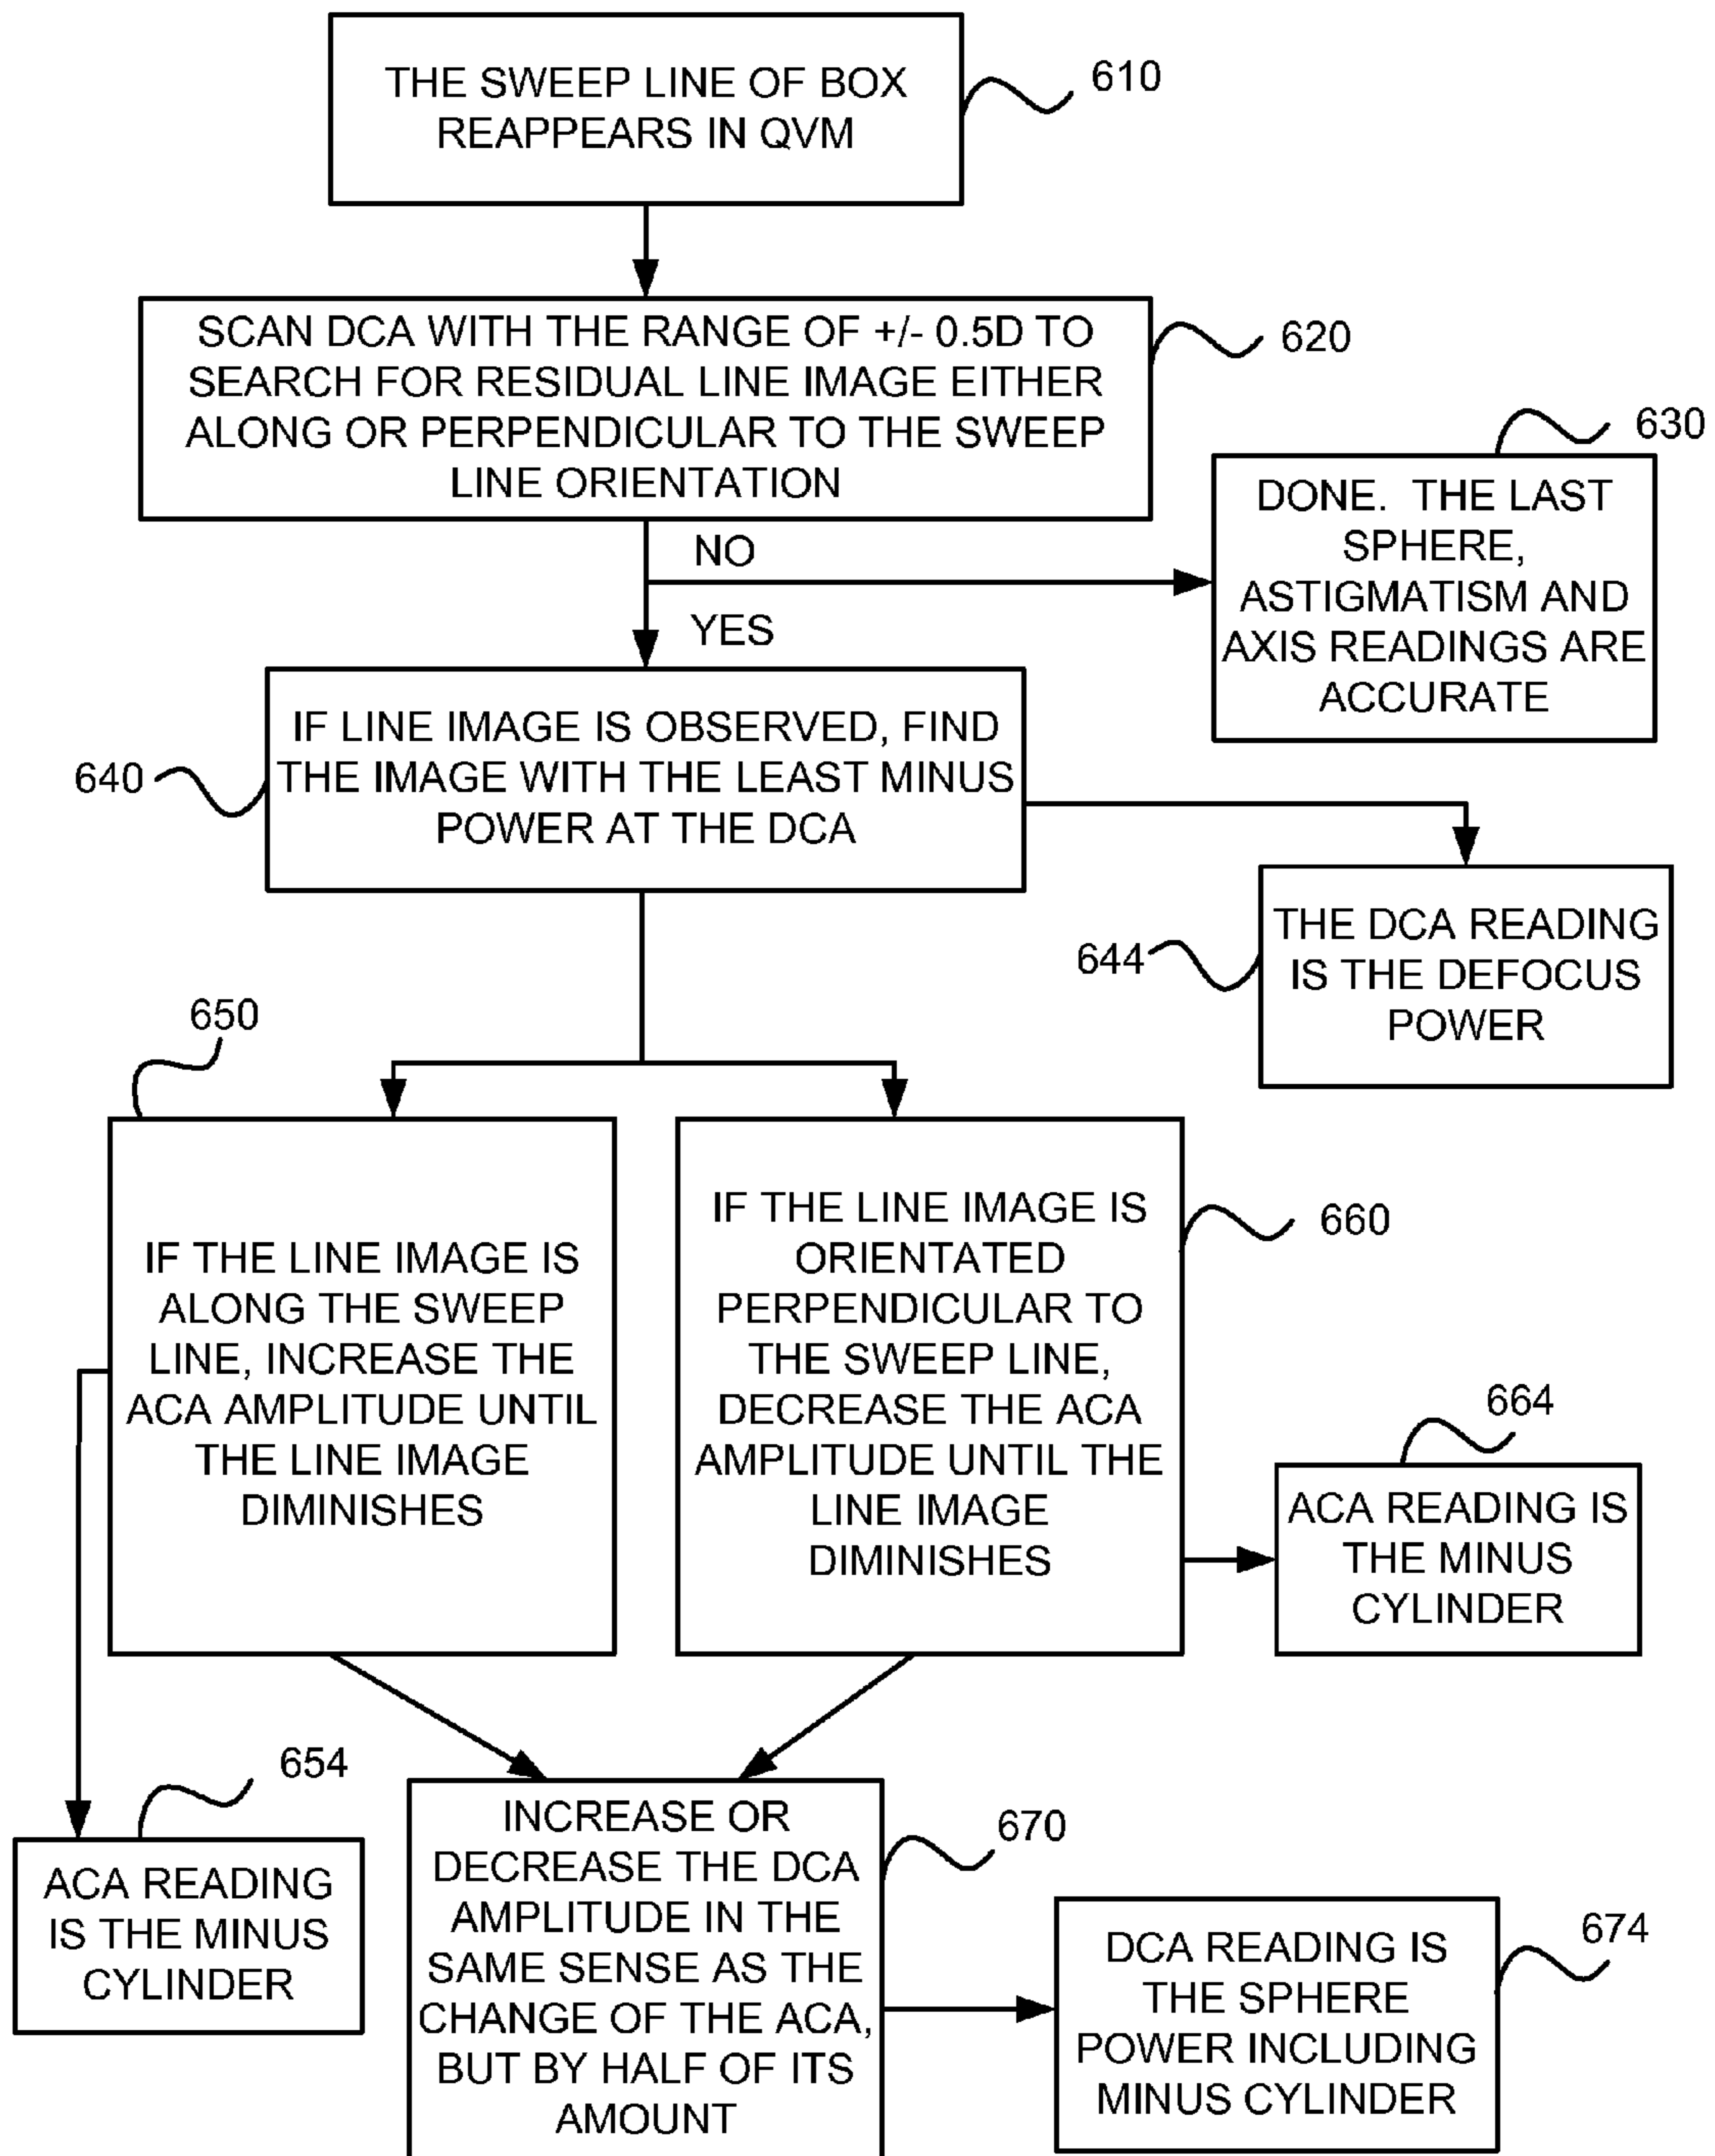 THE SWEEP LINE OF BOX
REAPPEARS IN QVM
610
SCAN DCA WITH THE RANGE OF +/- 0.5D TO
SEARCH FOR RESIDUAL LINE IMAGE EITHER
ALONG OR PERPENDICULAR TO THE SWEEP
LINE ORIENTATION
620
NO
YES
630
DONE. THE LAST
SPHERE,
ASTIGMATISM AND
AXIS READINGS ARE
ACCURATE
640
IF LINE IMAGE IS OBSERVED, FIND
THE IMAGE WITH THE LEAST MINUS
POWER AT THE DCA
644
THE DCA READING
IS THE DEFOCUS
POWER
650
IF THE LINE IMAGE IS
ALONG THE SWEEP
LINE, INCREASE THE
ACA AMPLITUDE UNTIL
THE LINE IMAGE
DIMINISHES
IF THE LINE IMAGE IS
ORIENTATED
PERPENDICULAR TO
THE SWEEP LINE,
DECREASE THE ACA
AMPLITUDE UNTIL THE
LINE IMAGE
DIMINISHES
660
664
ACA READING IS
THE MINUS
CYLINDER
654
ACA READING
IS THE MINUS
CYLINDER
INCREASE OR
DECREASE THE DCA
AMPLITUDE IN THE
SAME SENSE AS THE
CHANGE OF THE ACA,
BUT BY HALF OF ITS
AMOUNT
670
674
DCA READING IS
THE SPHERE
POWER INCLUDING
MINUS CYLINDER